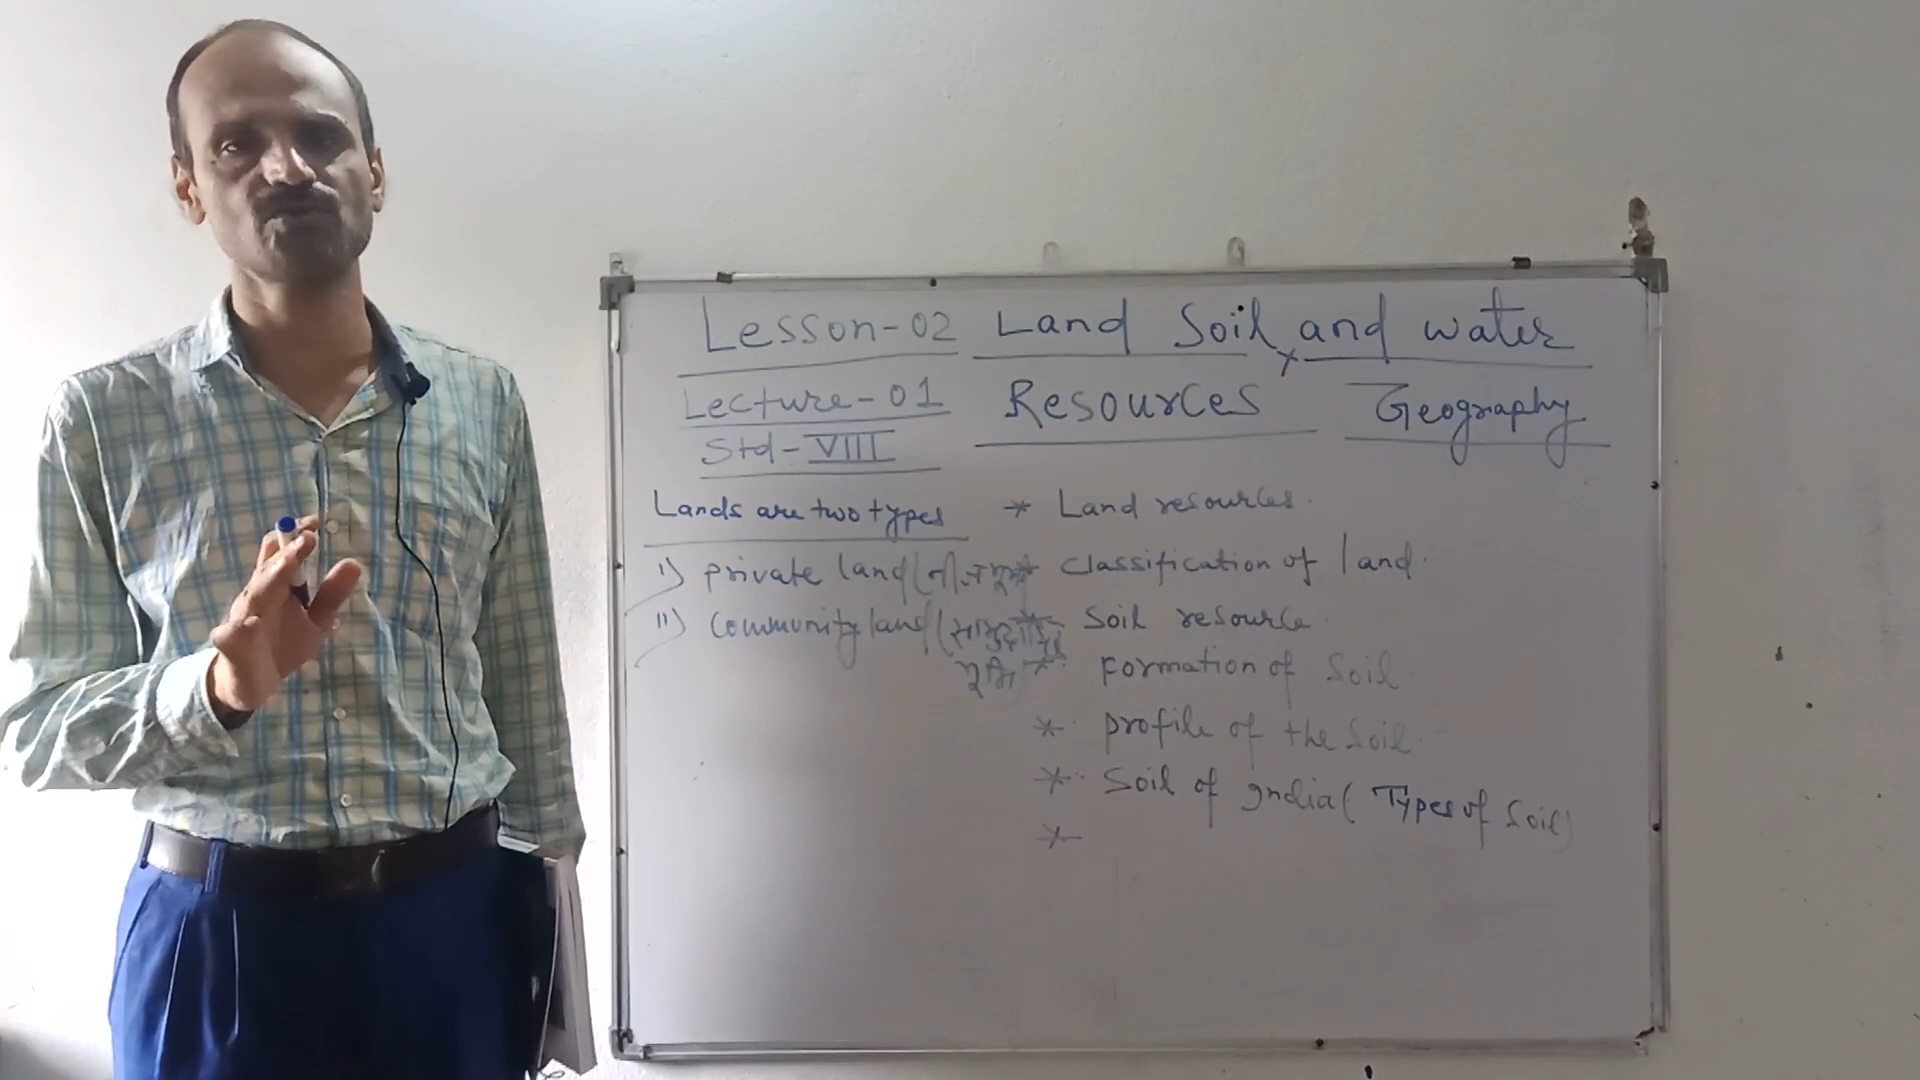 Lesson-02 Land Soil and water
Lecture-01 Resources Geography
Std-VIII
Lands are two types
i) private land (नीजी भूमि
ii) Community land (सामुदायिक
भूमि)
* Land resources.
* Classification of land.
* Soil resource.
* Formation of Soil.
* Profile of the Soil.
* Soil of India (Types of Soil)
*